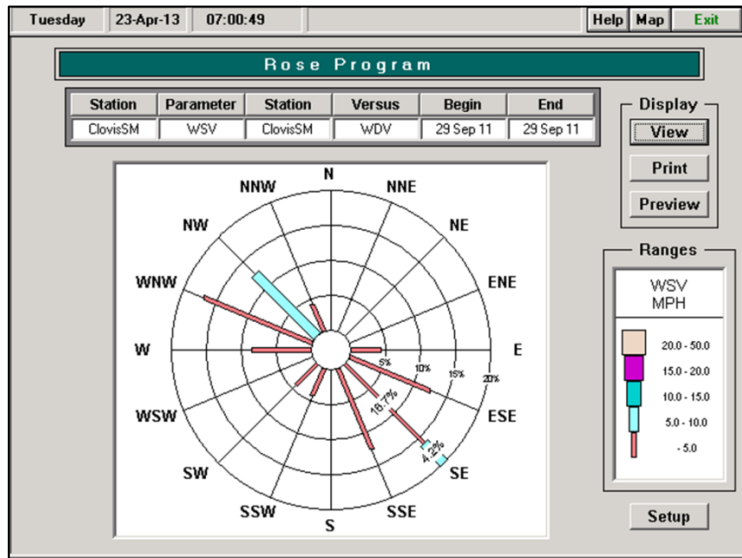 Tuesday 23-Apr-13 07:00:49 Help Map Exit
Rose Program
Station Parameter Station Versus Begin End
ClovisSM WSV ClovisSM WDV 29 Sep 11 29 Sep 11
Display
View
Print
Preview
N
NNW NNE
NW NE
WNW ENE
W E
5% 10% 15% 20%
WSW ESE
16.7%
4.2%
SW SE
SSW SSE
S
Ranges
WSV
MPH
20.0 - 50.0
15.0 - 20.0
10.0 - 15.0
5.0 - 10.0
- 5.0
Setup